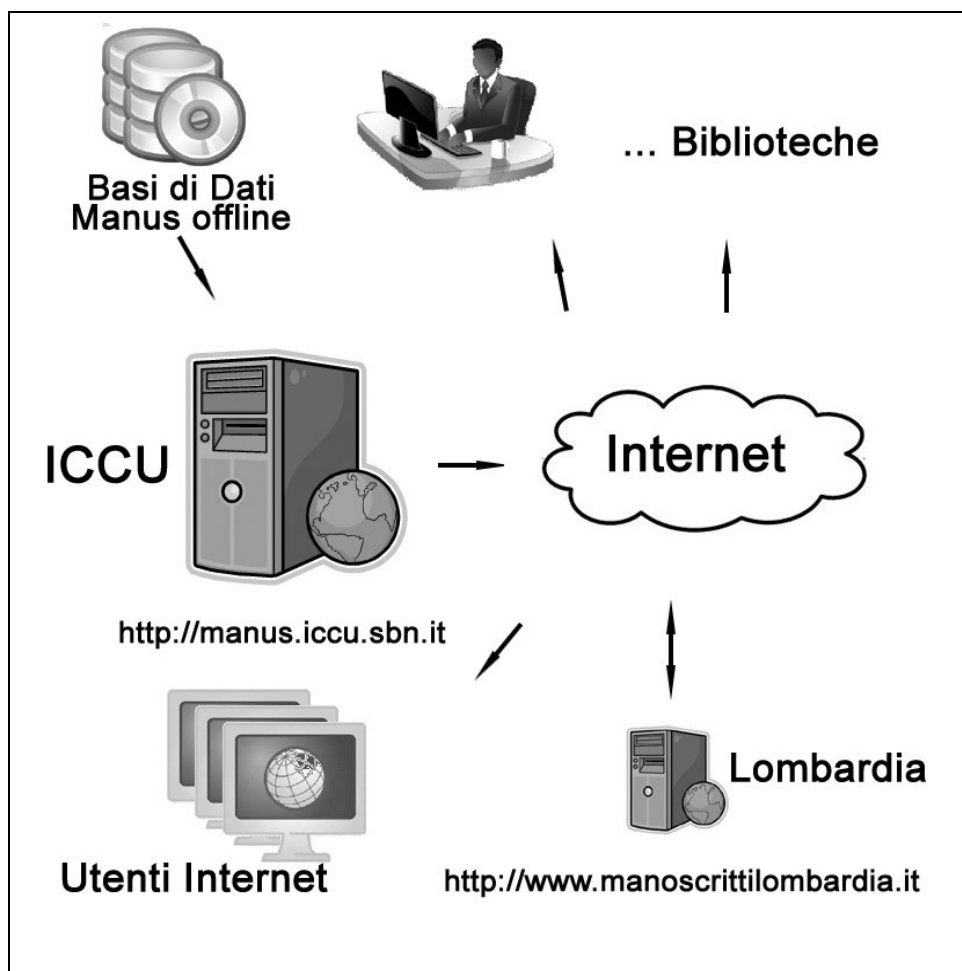 Basi di Dati
Manus offline
... Biblioteche
ICCU
Internet
http://manus.iccu.sbn.it
Lombardia
Utenti Internet
http://www.manoscrittilombardia.it